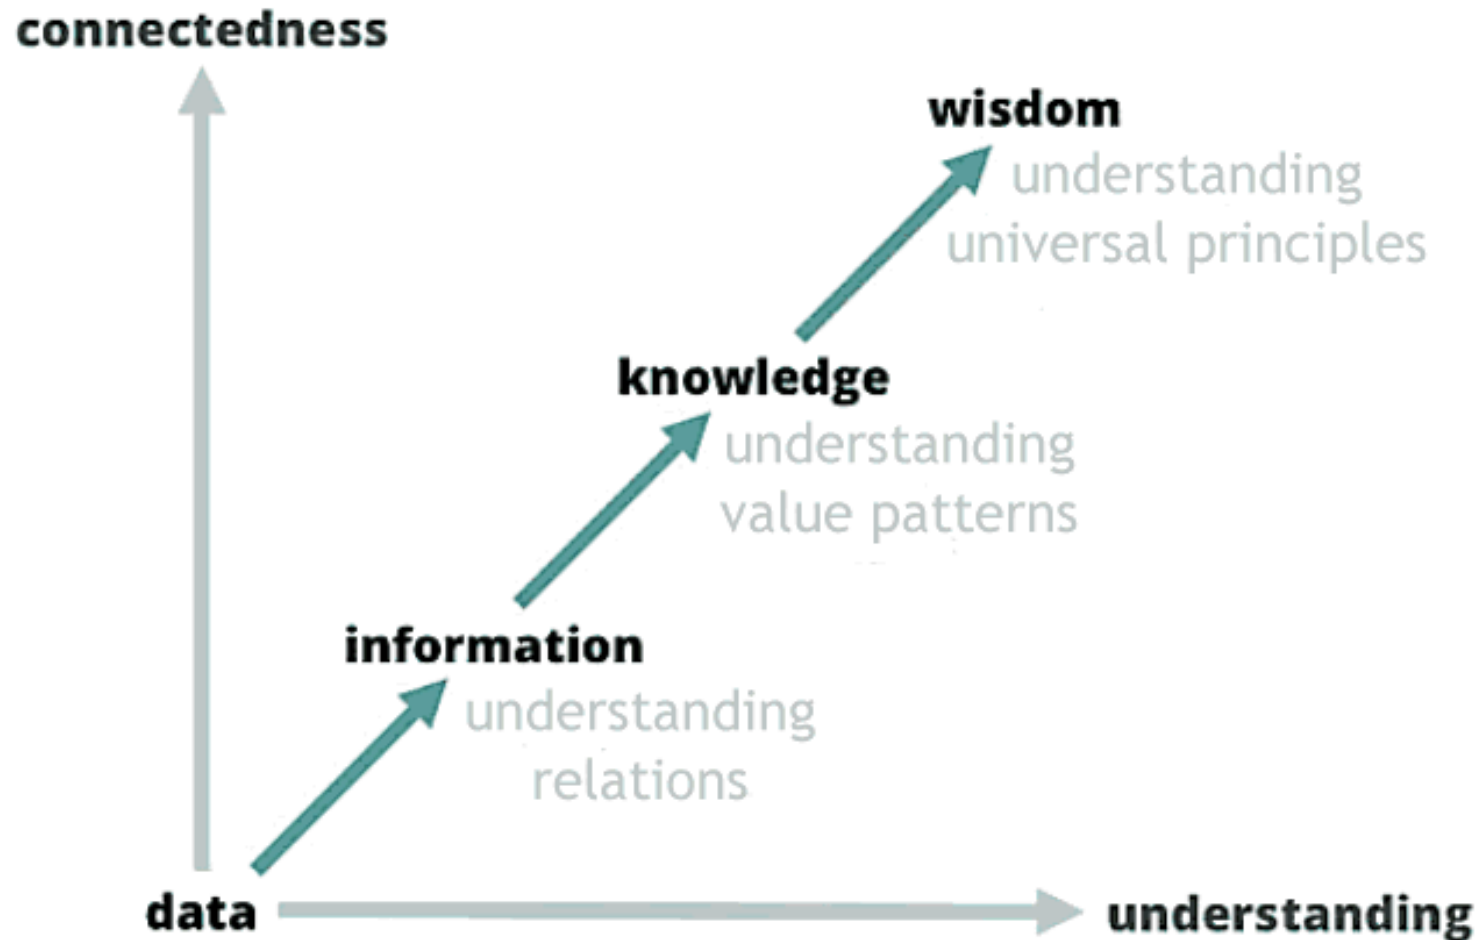 connectedness
wisdom
understanding
universal principles
knowledge
understanding
value patterns
information
understanding
relations
data
understanding